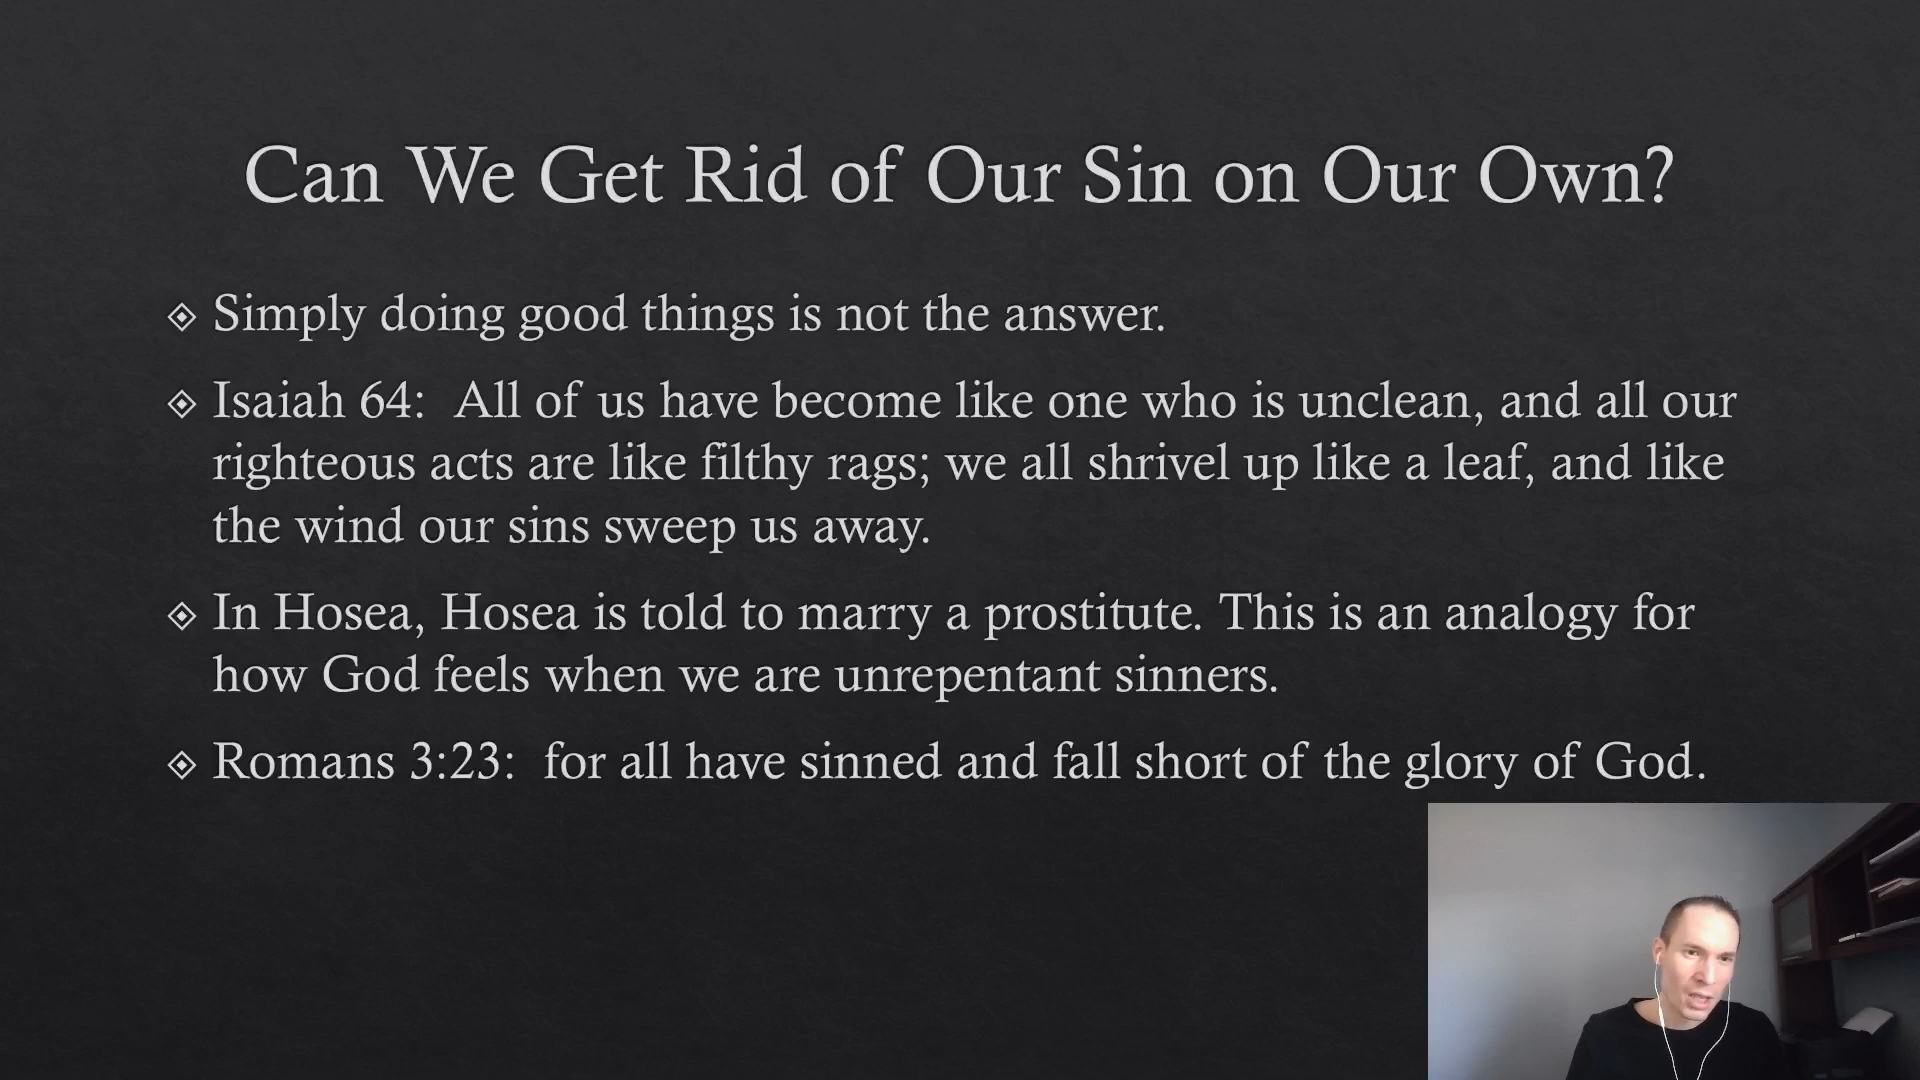 Can We Get Rid of Our Sin on Our Own?
Simply doing good things is not the answer.
Isaiah 64:  All of us have become like one who is unclean, and all our
righteous acts are like filthy rags; we all shrivel up like a leaf, and like
the wind our sins sweep us away.
In Hosea, Hosea is told to marry a prostitute. This is an analogy for
how God feels when we are unrepentant sinners.
Romans 3:23:  for all have sinned and fall short of the glory of God.